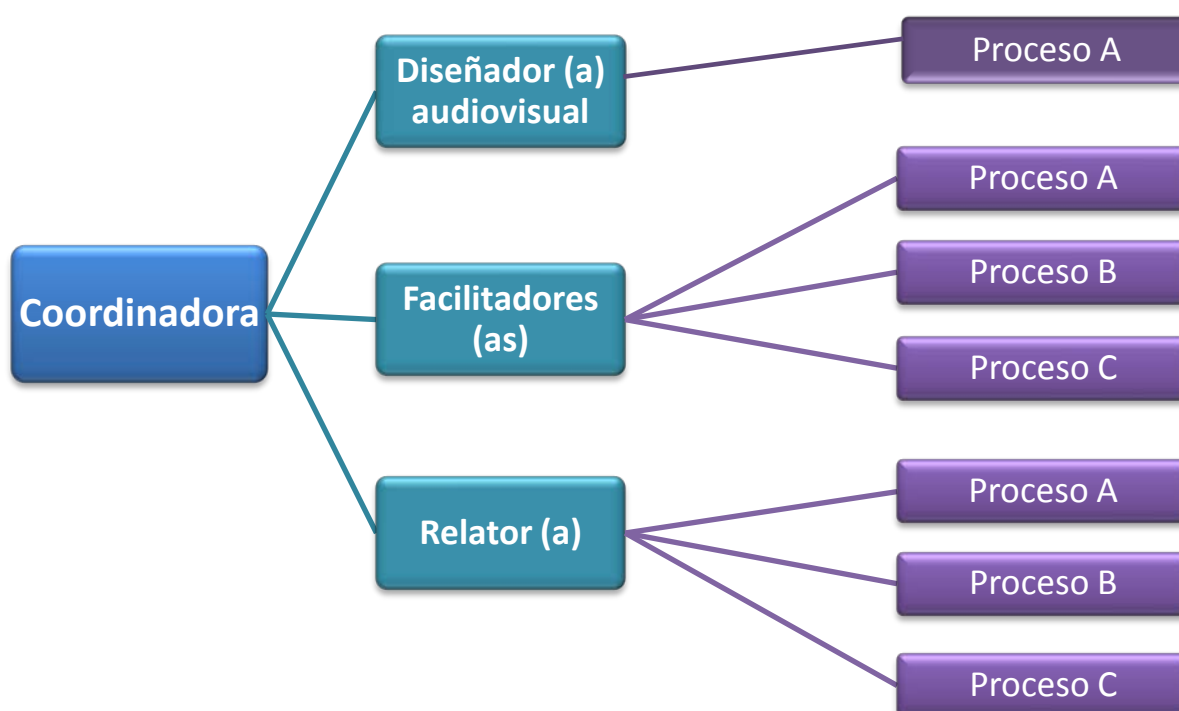 Coordinadora
Diseñador (a)
audiovisual
Proceso A
Facilitadores
(as)
Proceso A
Proceso B
Proceso C
Relator (a)
Proceso A
Proceso B
Proceso C